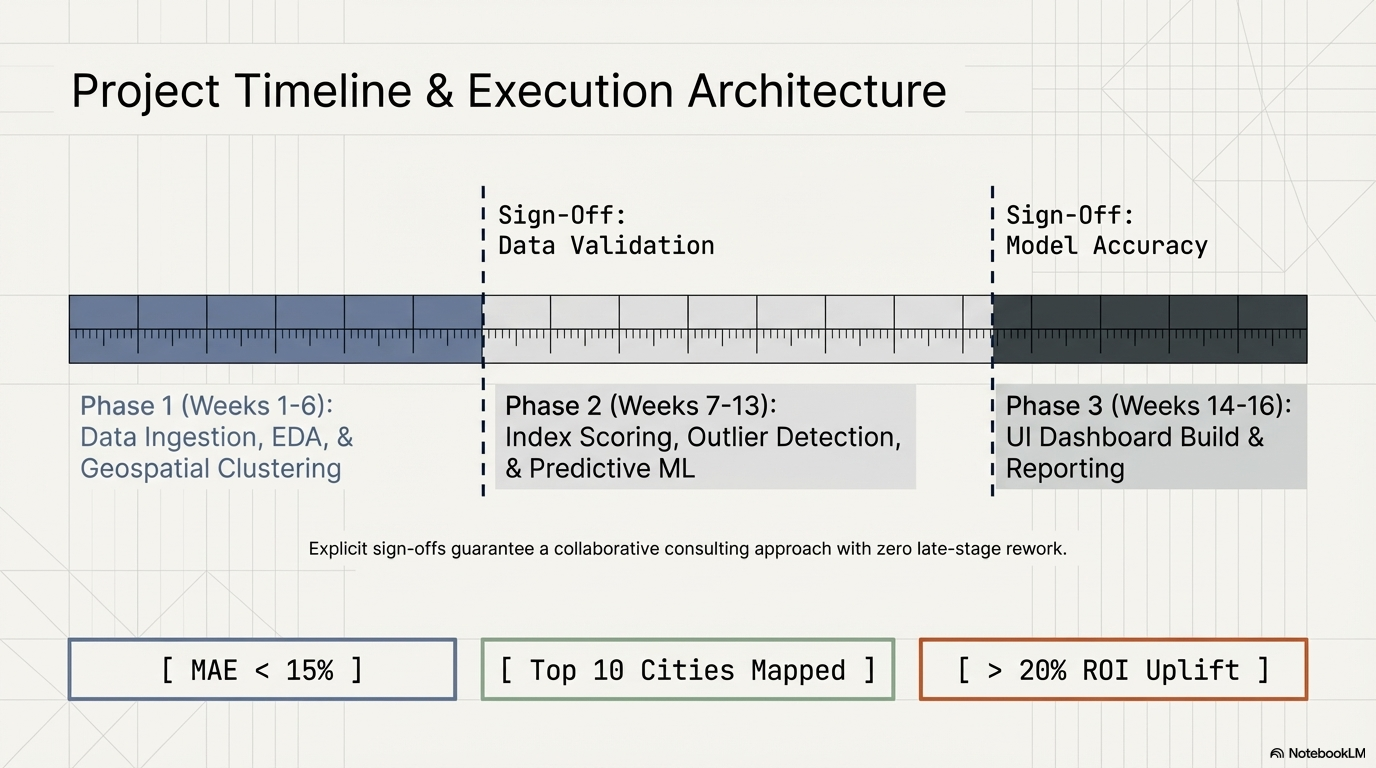 Project Timeline & Execution Architecture
Sign-Off:
Data Validation
Sign-Off:
Model Accuracy
Phase 1 (Weeks 1-6):
Data Ingestion, EDA, &
Geospatial Clustering
Phase 2 (Weeks 7-13):
Index Scoring, Outlier Detection,
& Predictive ML
Phase 3 (Weeks 14-16):
UI Dashboard Build &
Reporting
Explicit sign-offs guarantee a collaborative consulting approach with zero late-stage rework.
[ MAE < 15% ]
[ Top 10 Cities Mapped ]
[ > 20% ROI Uplift ]
NotebookLM